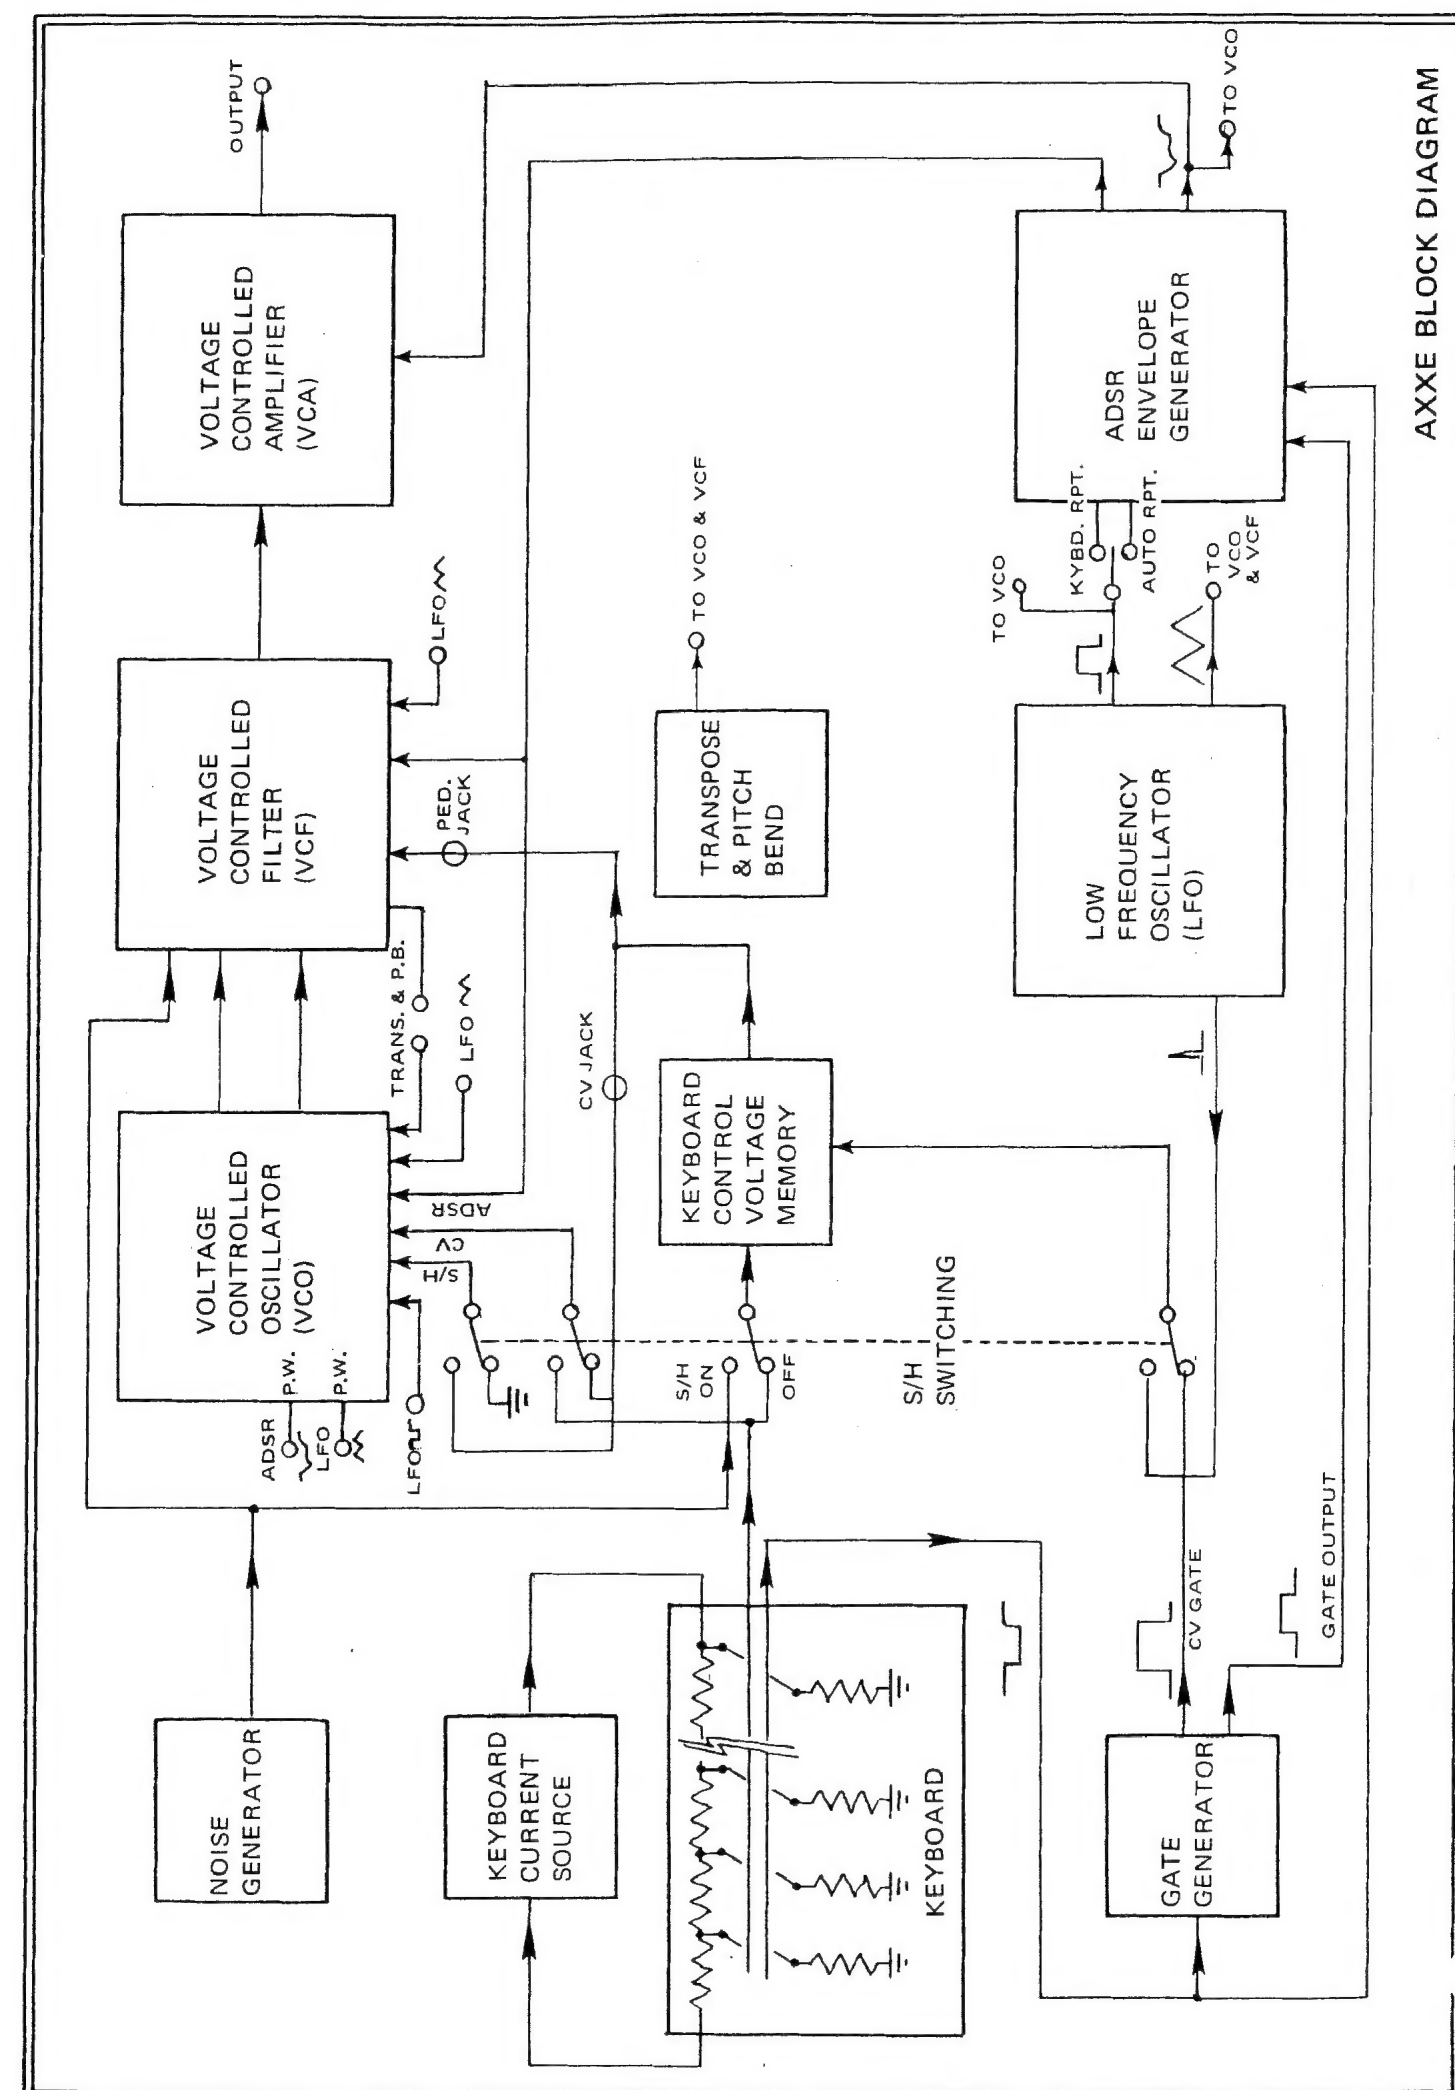 NOISE
GENERATOR
KEYBOARD
CURRENT
SOURCE
KEYBOARD
GATE
GENERATOR
CV GATE
GATE OUTPUT
VOLTAGE
CONTROLLED
OSCILLATOR
(VCO)
P.W.
P.W.
ADSR
LFO
LFO
S/H
CV
ADSR
LFO
TRANS. & P.B.
S/H
ON
OFF
S/H
SWITCHING
CV JACK
KEYBOARD
CONTROL
VOLTAGE
MEMORY
VOLTAGE
CONTROLLED
FILTER
(VCF)
PED.
JACK
LFO
TRANSPOSE
& PITCH
BEND
TO VCO & VCF
LOW
FREQUENCY
OSCILLATOR
(LFO)
TO VCO
KYBD. RPT.
AUTO RPT.
TO
VCO
& VCF
VOLTAGE
CONTROLLED
AMPLIFIER
(VCA)
OUTPUT
ADSR
ENVELOPE
GENERATOR
TO VCO
AXXE BLOCK DIAGRAM